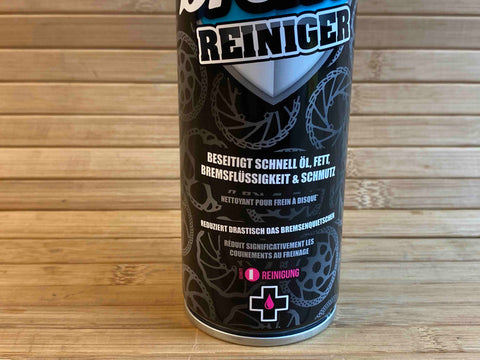 REINIGER
BESEITIGT SCHNELL ÖL, FETT,
BREMSFLÜSSIGKEIT & SCHMUTZ
NETTOYANT POUR FREIN À DISQUE
REDUZIERT DRASTISCH DAS BREMSENQUIETSCHEN
RÉDUIT SIGNIFICATIVEMENT LES
COUINEMENTS AU FREINAGE
1 REINIGUNG